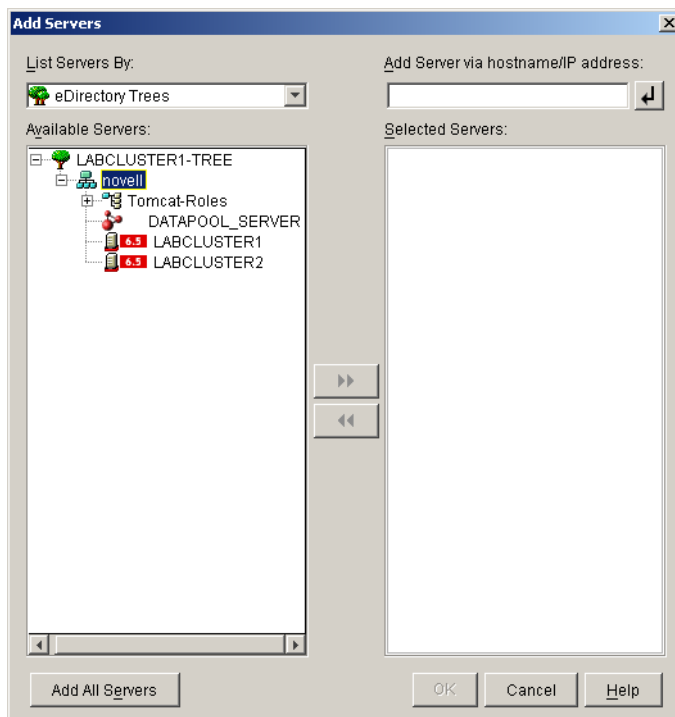 Add Servers
List Servers By:
Add Server via hostname/IP address:
eDirectory Trees
Available Servers:
Selected Servers:
LABCLUSTER1-TREE
novell
Tomcat-Roles
DATAPOOL_SERVER
6.5 LABCLUSTER1
6.5 LABCLUSTER2
Add All Servers
OK
Cancel
Help